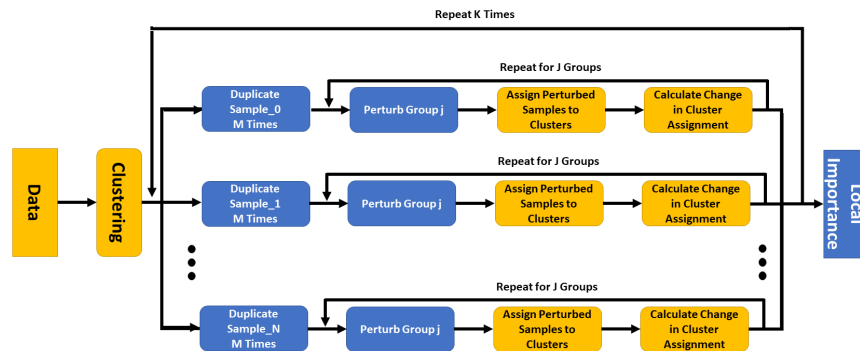 Repeat K Times
Repeat for J Groups
Duplicate
Sample_0
M Times
Perturb Group j
Assign Perturbed
Samples to
Clusters
Calculate Change
in Cluster
Assignment
Data
Clustering
Repeat for J Groups
Duplicate
Sample_1
M Times
Perturb Group j
Assign Perturbed
Samples to
Clusters
Calculate Change
in Cluster
Assignment
Local
Importance
Repeat for J Groups
Duplicate
Sample_N
M Times
Perturb Group j
Assign Perturbed
Samples to
Clusters
Calculate Change
in Cluster
Assignment